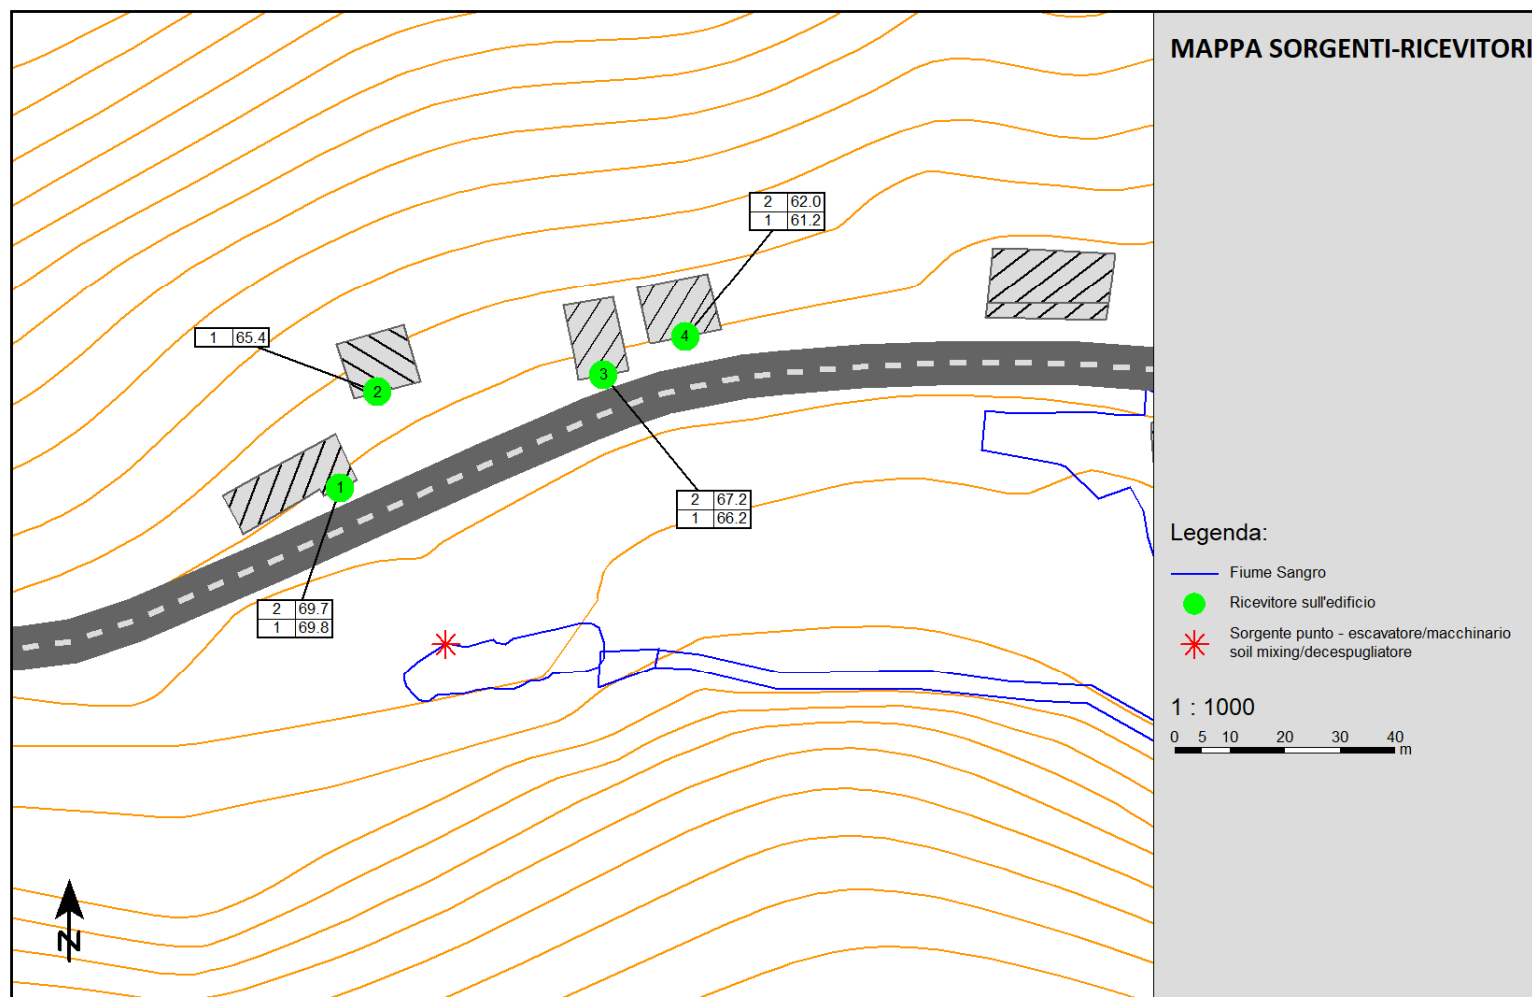 MAPPA SORGENTI-RICEVITORI
2 62.0
1 61.2
4
1 65.4
3
2
1
2 67.2
1 66.2
2 69.7
1 69.8
Legenda:
Fiume Sangro
Ricevitore sull'edificio
Sorgente punto - escavatore/macchinario
soil mixing/decespugliatore
1 : 1000
0 5 10 20 30 40
m
N